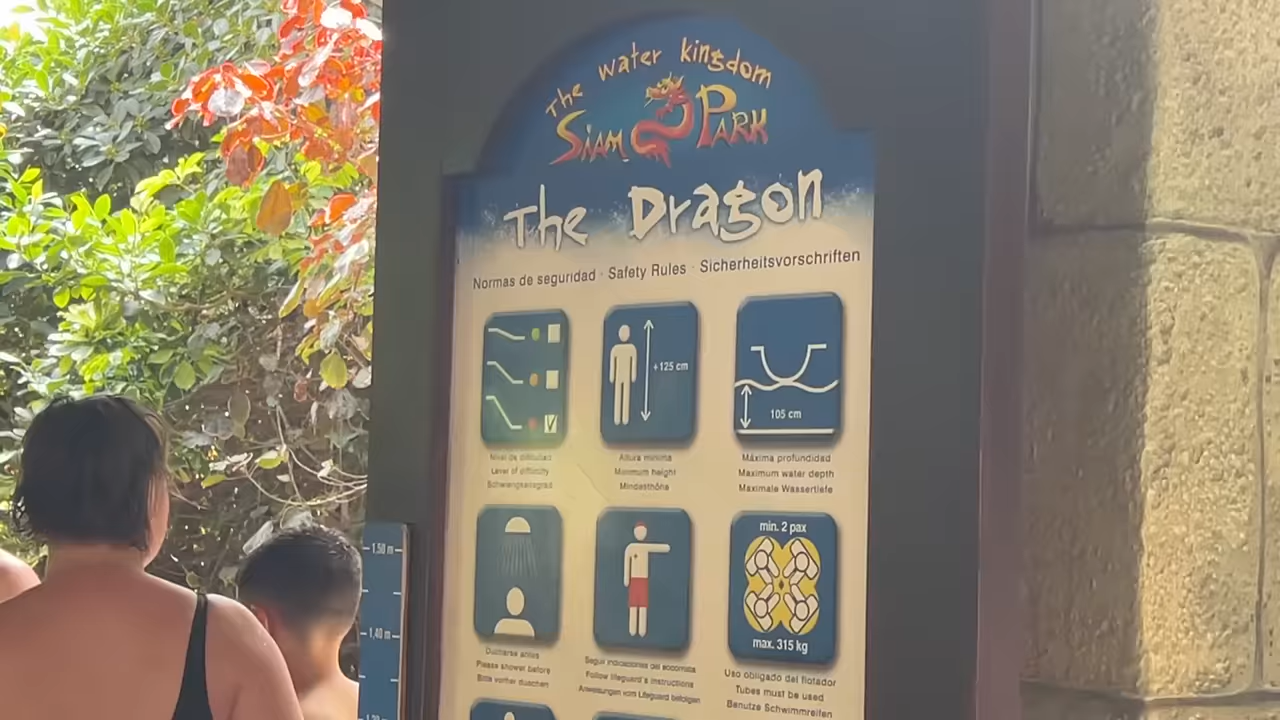 The water kingdom
SIAM PARK
The Dragon
Normas de seguridad · Safety Rules · Sicherheitsvorschriften
+125 cm
105 cm
Nivel de dificultad
Level of difficulty
Schwierigkeitsgrad
Altura mínima
Minimum height
Mindesthöhe
Máxima profundidad
Maximum water depth
Maximale Wassertiefe
min. 2 pax
max. 315 kg
Ducharse antes
Please shower before
Bitte vorher duschen
Seguir indicaciones del socorrista
Follow lifeguard's instructions
Anweisungen vom Lifeguard befolgen
Uso obligado del flotador
Tubes must be used
Benutze Schwimmreifen
1,50 m
1,40 m